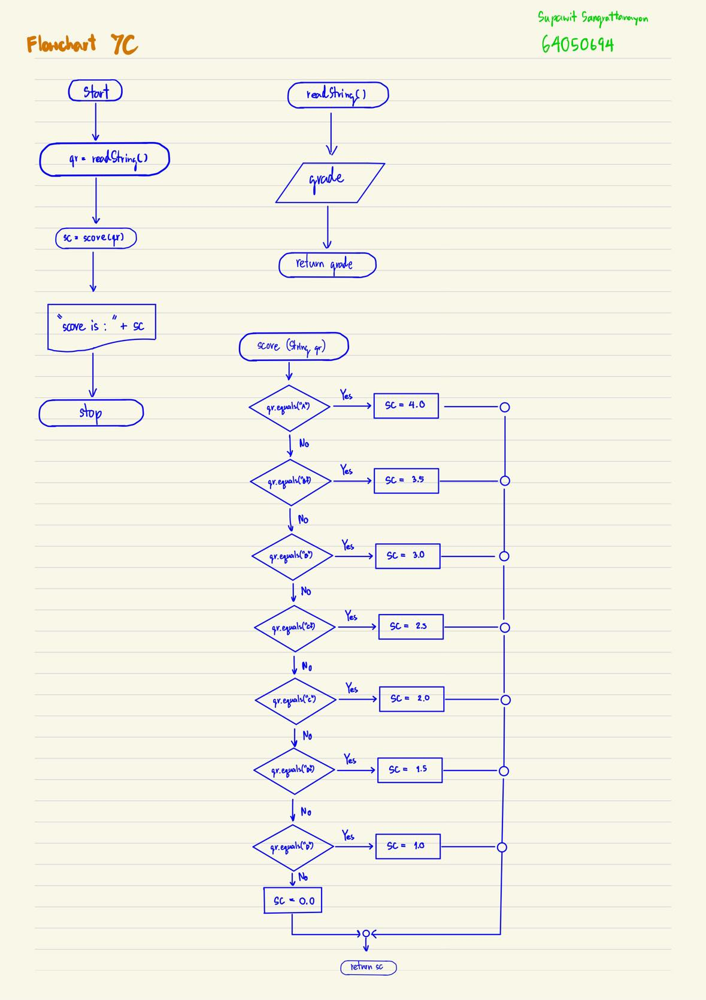 Supawit Sangrattanayon
64050694
Flowchart 7C
start
gr = readString()
sc = score(gr)
"score is : " + sc
stop
readString()
grade
return grade
score (String gr)
gr.equals("A")
Yes
SC = 4.0
No
gr.equals("B+")
Yes
SC = 3.5
No
gr.equals("B")
Yes
SC = 3.0
No
gr.equals("C+")
Yes
SC = 2.5
No
gr.equals("C")
Yes
SC = 2.0
No
gr.equals("D+")
Yes
SC = 1.5
No
gr.equals("D")
Yes
SC = 1.0
No
SC = 0.0
return sc